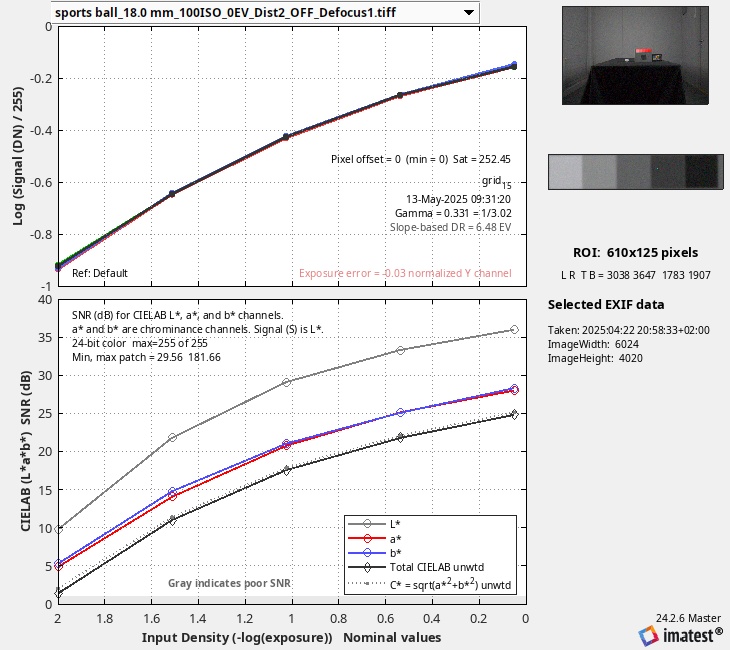 sports ball_18.0 mm_100ISO_0EV_Dist2_OFF_Defocus1.tiff
0
-0.2
-0.4
-0.6
-0.8
-1
Log (Signal (DN) / 255)
Pixel offset = 0 (min = 0) Sat = 252.45
grid15
13-May-2025 09:31:20
Gamma = 0.331 = 1/3.02
Slope-based DR = 6.48 EV
Ref: Default
Exposure error = -0.03 normalized Y channel
ROI: 610x125 pixels
L R T B = 3038 3647 1783 1907
Selected EXIF data
Taken: 2025:04:22 20:58:33+02:00
ImageWidth: 6024
ImageHeight: 4020
40
35
30
25
20
15
10
5
0
CIELAB (L*a*b*) SNR (dB)
SNR (dB) for CIELAB L*, a*, and b* channels.
a* and b* are chrominance channels. Signal (S) is L*.
24-bit color max=255 of 255
Min, max patch = 29.56 181.66
L*
a*
b*
Total CIELAB unwtd
C* = sqrt(a*²+b*²) unwtd
Gray indicates poor SNR
2 1.8 1.6 1.4 1.2 1 0.8 0.6 0.4 0.2 0
Input Density (-log(exposure)) Nominal values
24.2.6 Master
imatest®